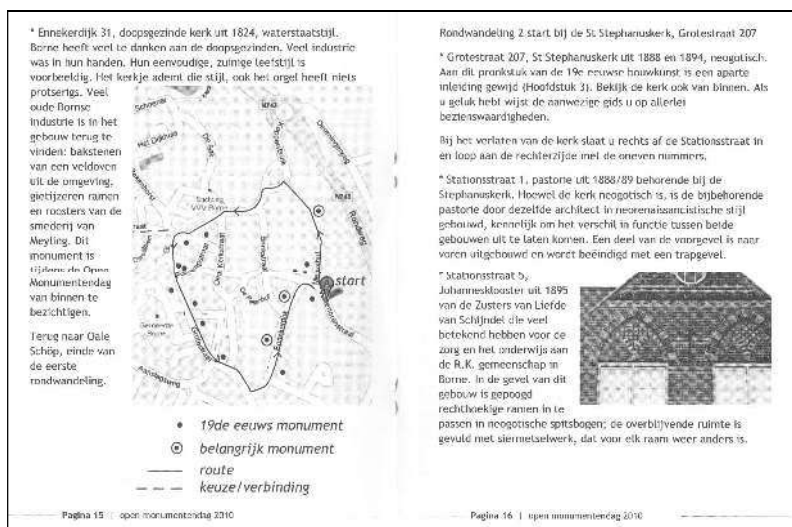 * Ennekerdijk 31, doopsgezinde kerk uit 1824, waterstaatstijl.
Borne heeft veel te danken aan de doopsgezinden. Veel industrie
was in hun handen. Hun eenvoudige, zuinige leefstijl is
voorbeeldig. Het kerkje ademt die stijl, ook het orgel heeft niets
protserigs. Veel
oude Bornse
industrie is in het
gebouw terug te
vinden: bakstenen
van een veldoven
uit de omgeving,
gietijzeren ramen
en roosters van de
smederij van
Meyling. Dit
monument is
tijdens de Open
Monumentendag
van binnen te
bezichtigen.
Terug naar Oale
Schöp, einde van
de eerste
rondwandeling.
Het Dijkhuis
Rondweg
start
19de eeuws monument
belangrijk monument
route
keuze/verbinding
Pagina 15 | open monumentendag 2010
Rondwandeling 2 start bij de St Stephanuskerk, Grotestraat 207
* Grotestraat 207, St Stephanuskerk uit 1888 en 1894, neogotisch.
Aan dit pronkstuk van de 19e eeuwse bouwkunst is een aparte
inleiding gewijd (Hoofdstuk 3). Bekijk de kerk ook van binnen. Als
u geluk hebt wijst de aanwezige gids u op allerlei
bezienswaardigheden.
Bij het verlaten van de kerk slaat u rechts af de Stationsstraat in
en loop aan de rechterzijde met de oneven nummers.
* Stationsstraat 1, pastorie uit 1888/89 behorende bij de
Stephanuskerk. Hoewel de kerk neogotisch is, is de bijbehorende
pastorie door dezelfde architect in neorenaissancistische stijl
gebouwd, kennelijk om het verschil in functie tussen beide
gebouwen uit te laten komen. Een deel van de voorgevel is naar
voren uitgebouwd en wordt beëindigd met een trapgevel.
* Stationsstraat 5,
Johannesklooster uit 1895
van de Zusters van Liefde
van Schijndel die veel
betekend hebben voor de
zorg en het onderwijs aan
de R.K. gemeenschap in
Borne. In de gevel van dit
gebouw is gepoogd
rechthoekige ramen in te
passen in neogotische spitsbogen; de overblijvende ruimte is
gevuld met siermetselwerk, dat voor elk raam weer anders is.
Pagina 16 | open monumentendag 2010